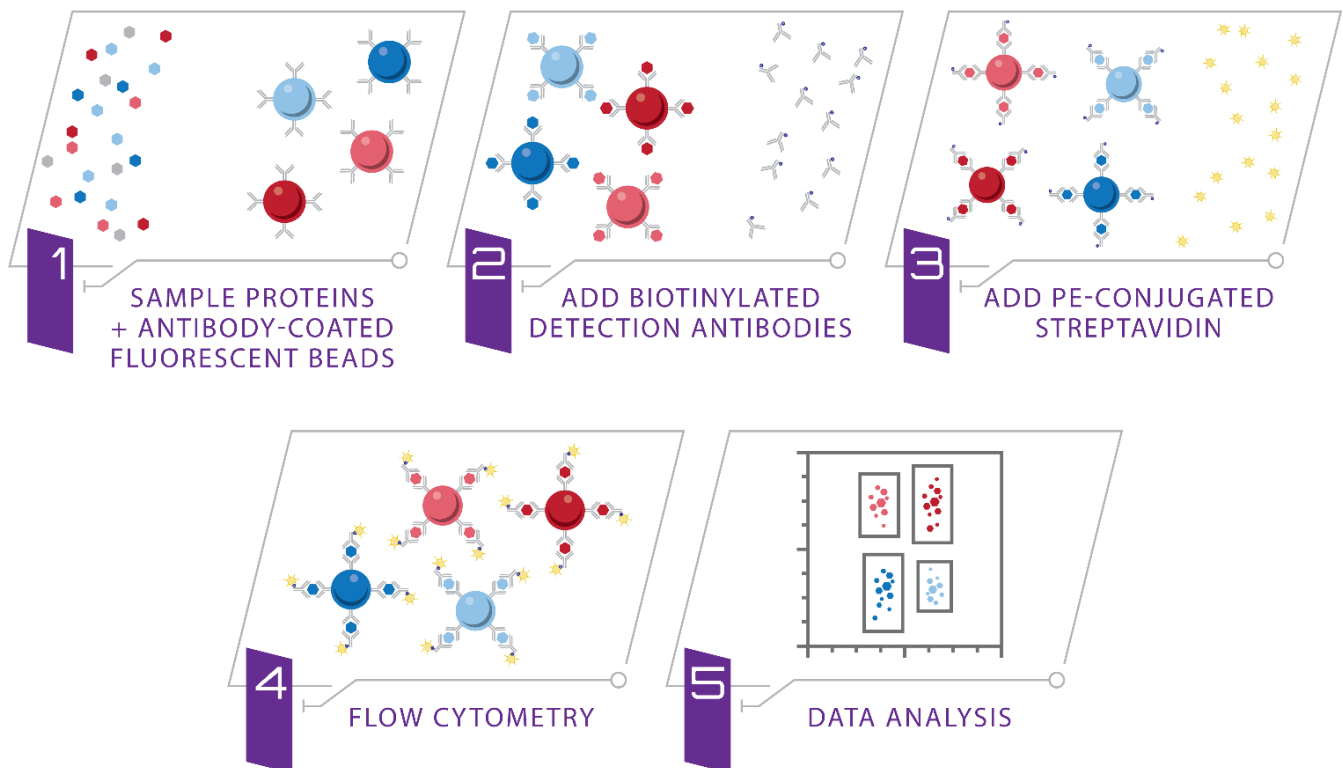 1
SAMPLE PROTEINS
+ ANTIBODY-COATED
FLUORESCENT BEADS
2
ADD BIOTINYLATED
DETECTION ANTIBODIES
3
ADD PE-CONJUGATED
STREPTAVIDIN
4
FLOW CYTOMETRY
5
DATA ANALYSIS